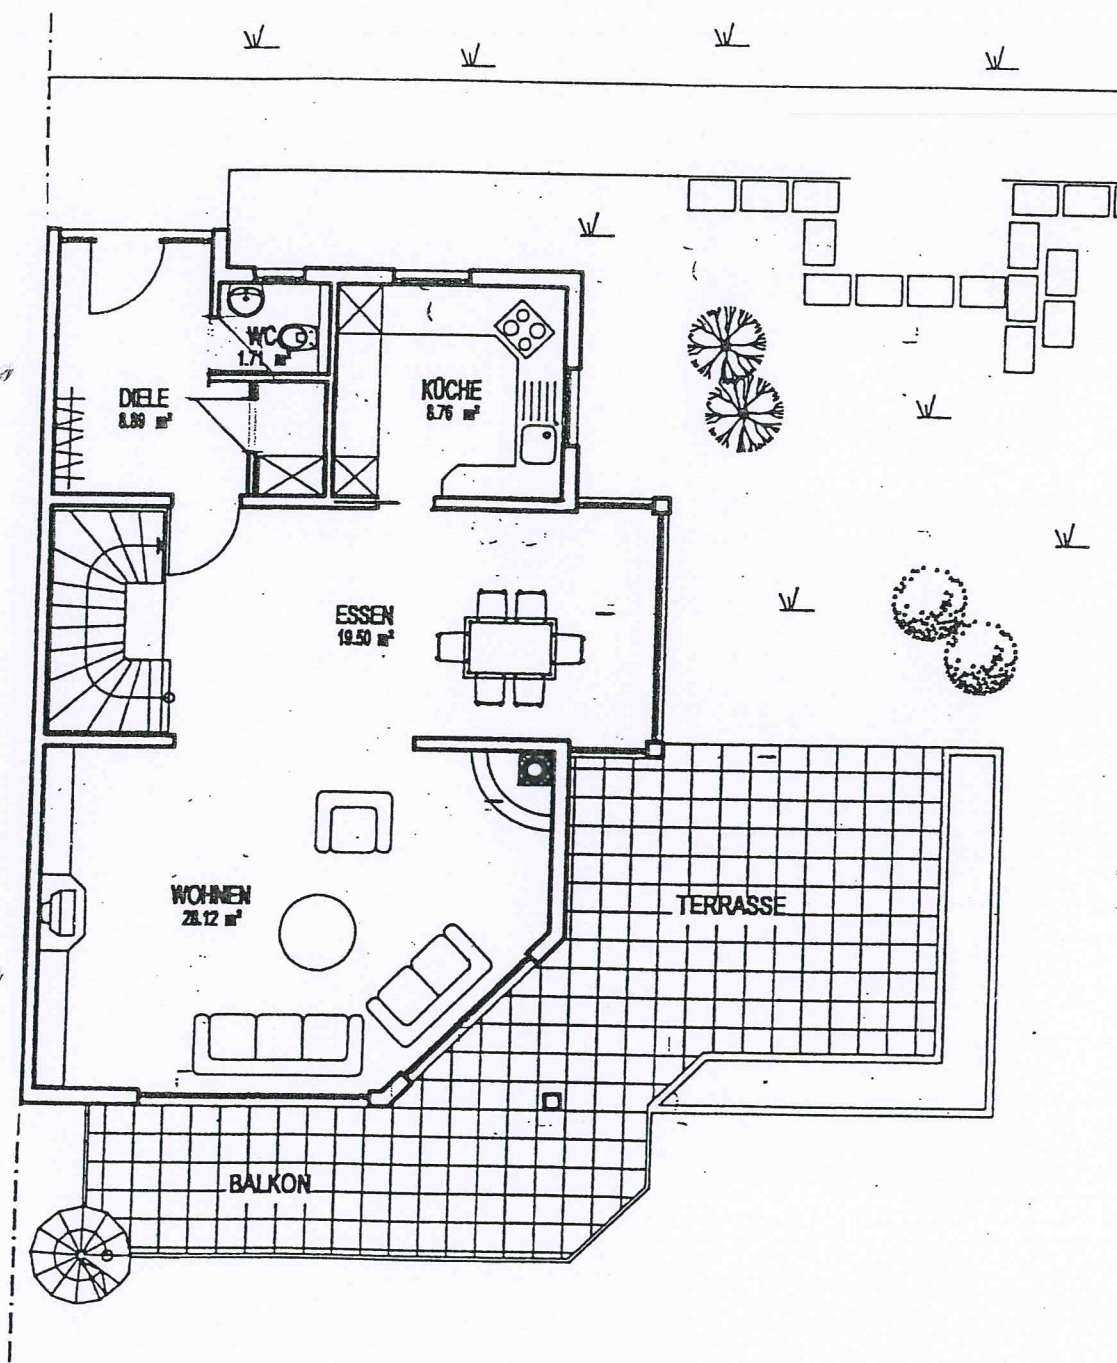 WC
1.71 m²
DIELE
8.89 m²
KÜCHE
8.76 m²
ESSEN
19.50 m²
WOHNEN
26.12 m²
TERRASSE
BALKON